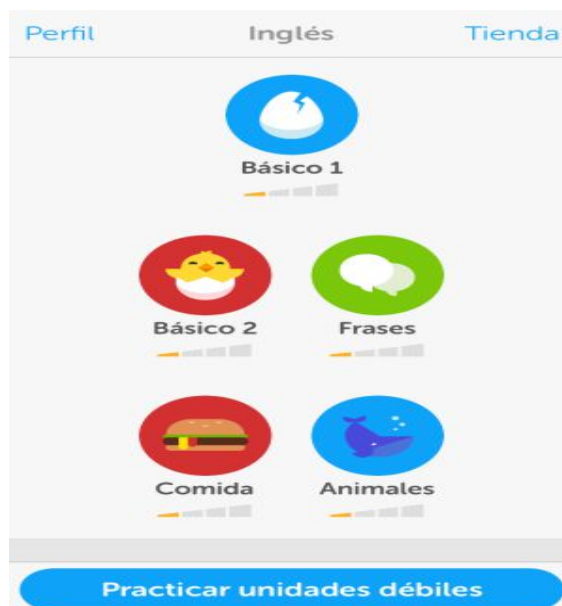 Perfil Inglés Tienda
Básico 1
Básico 2 Frases
Comida Animales
Practicar unidades débiles